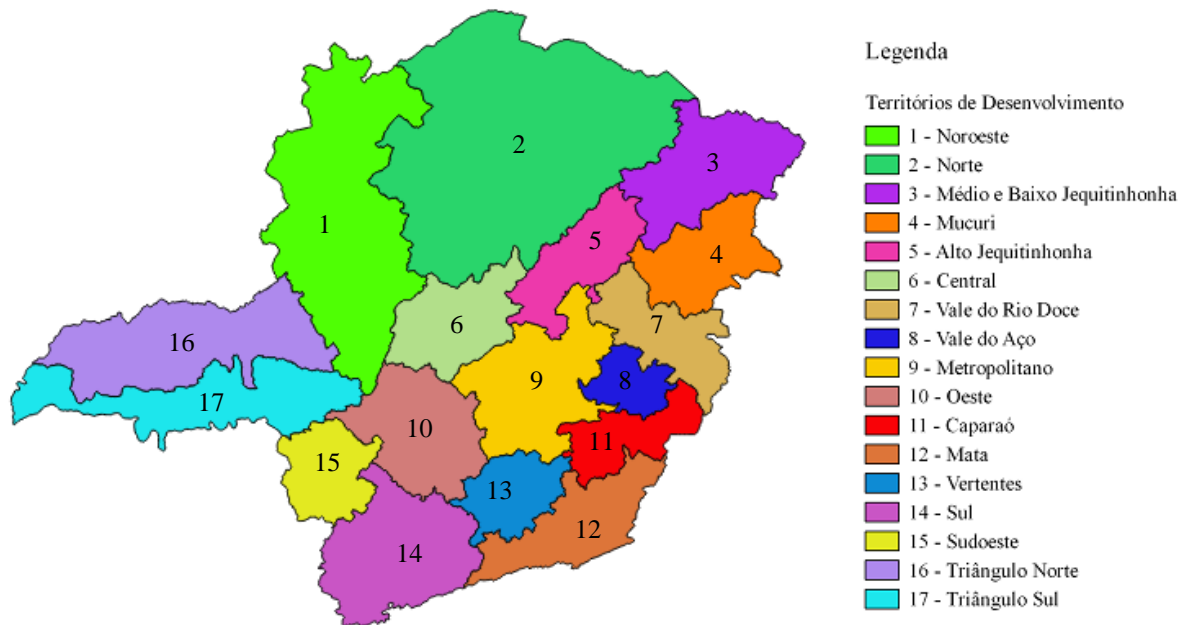 Legenda
Territórios de Desenvolvimento
1 - Noroeste
2 - Norte
3 - Médio e Baixo Jequitinhonha
4 - Mucuri
5 - Alto Jequitinhonha
6 - Central
7 - Vale do Rio Doce
8 - Vale do Aço
9 - Metropolitano
10 - Oeste
11 - Caparaó
12 - Mata
13 - Vertentes
14 - Sul
15 - Sudoeste
16 - Triângulo Norte
17 - Triângulo Sul
2
3
1
5
4
6
7
16
9
8
17
10
11
15
13
12
14